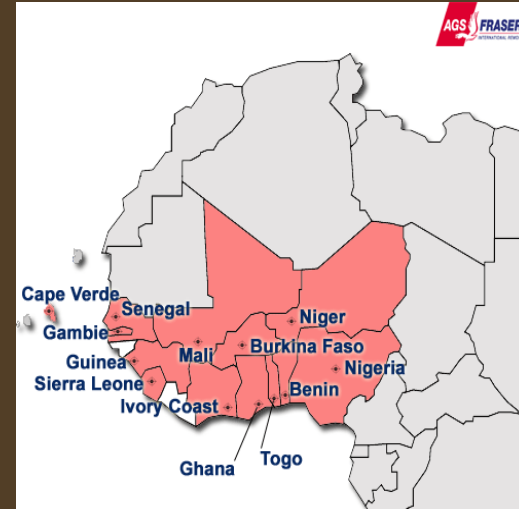 AGS FRASER
INTERNATIONAL
Cape Verde
Senegal
Gambie
Niger
Mali
Burkina Faso
Guinea
Nigeria
Sierra Leone
Benin
Ivory Coast
Ghana
Togo